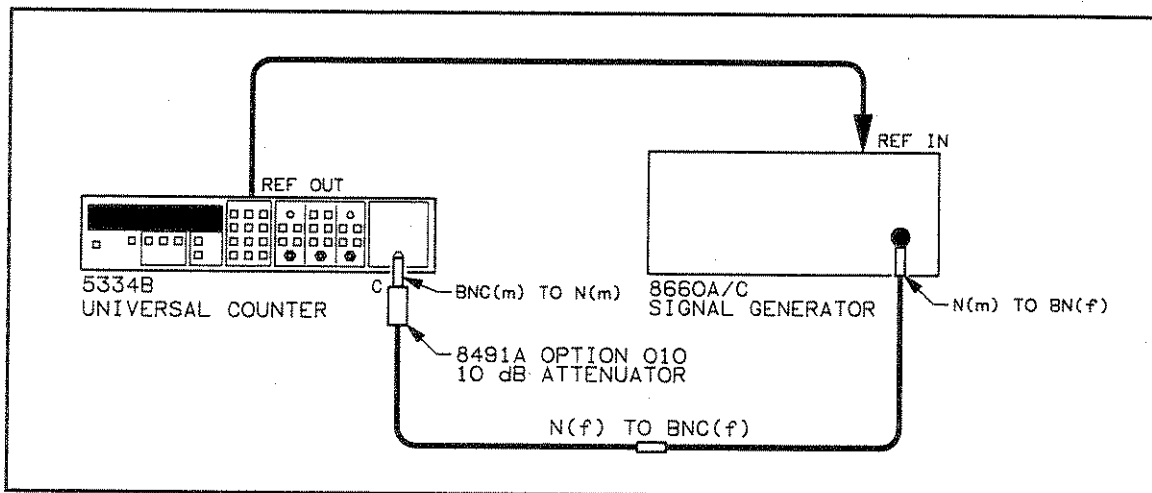 REF IN
REF OUT
5334B
UNIVERSAL COUNTER
C
BNC(m) TO N(m)
8660A/C
SIGNAL GENERATOR
N(m) TO BN(f)
8491A OPTION 010
10 dB ATTENUATOR
N(f) TO BNC(f)